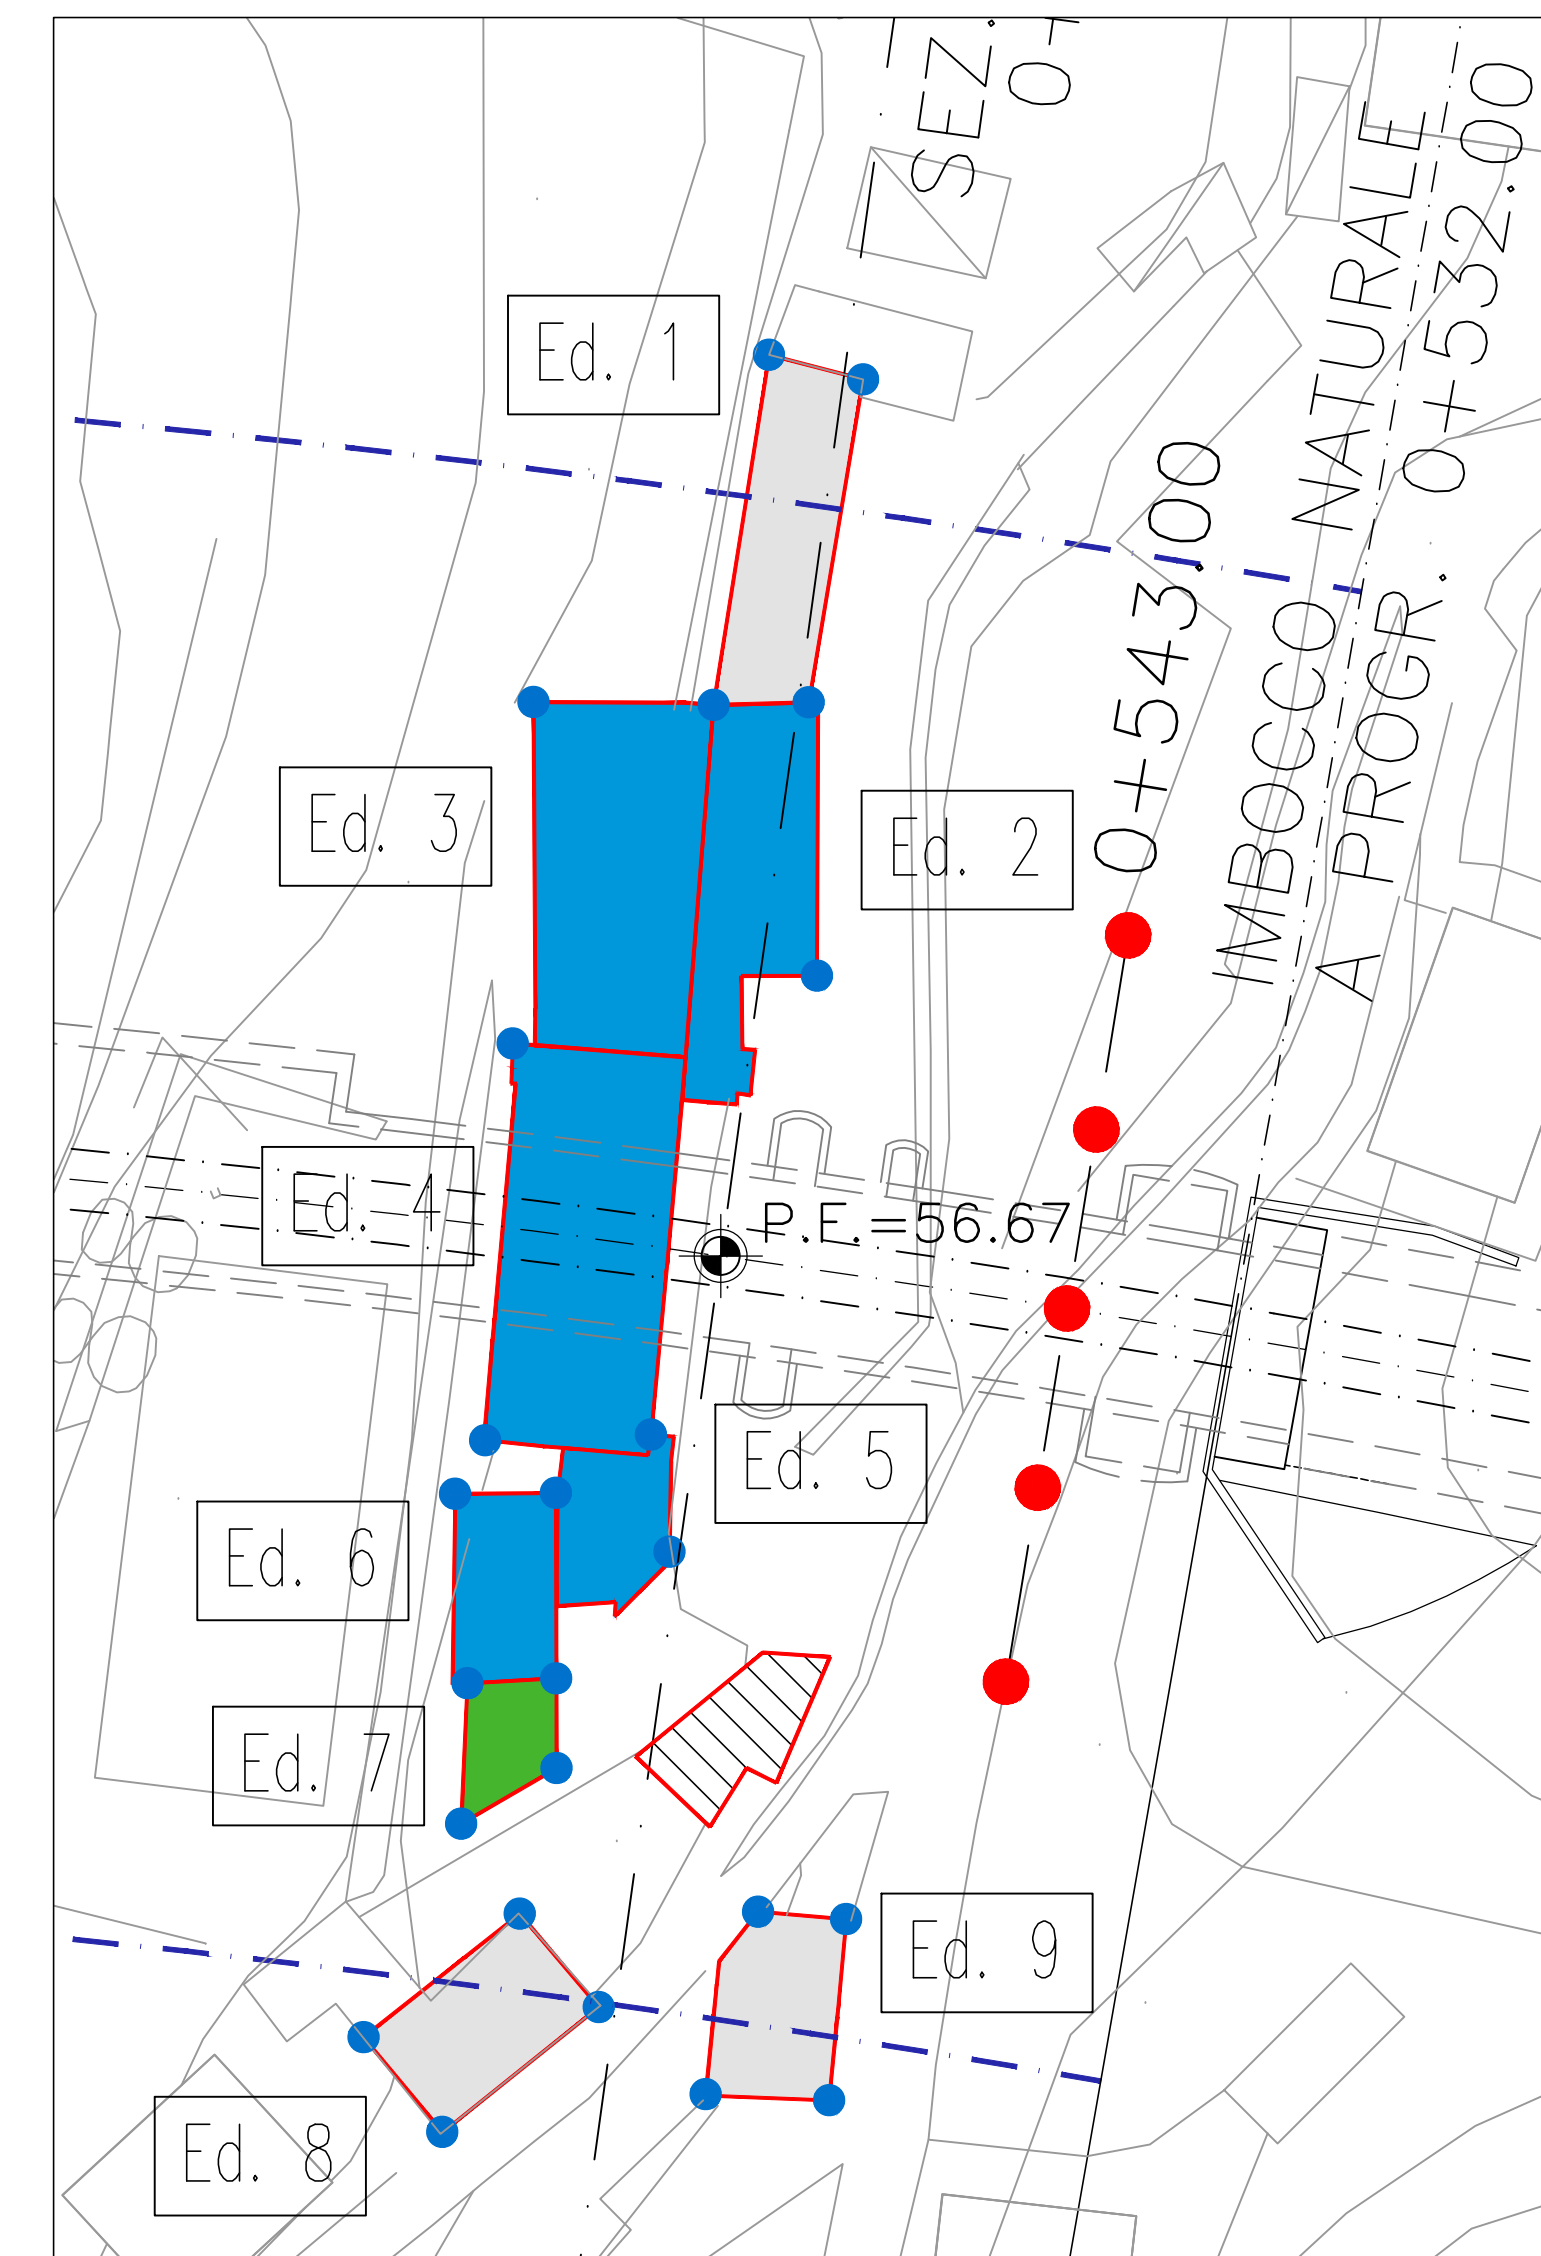 SEZ.
0+
Ed. 1
IMBOCCO NATURALE
A PROGR. 0+532.00
0+543.00
Ed. 3
Ed. 2
Ed. 4
P.E.=56.67
Ed. 5
Ed. 6
Ed. 7
Ed. 9
Ed. 8